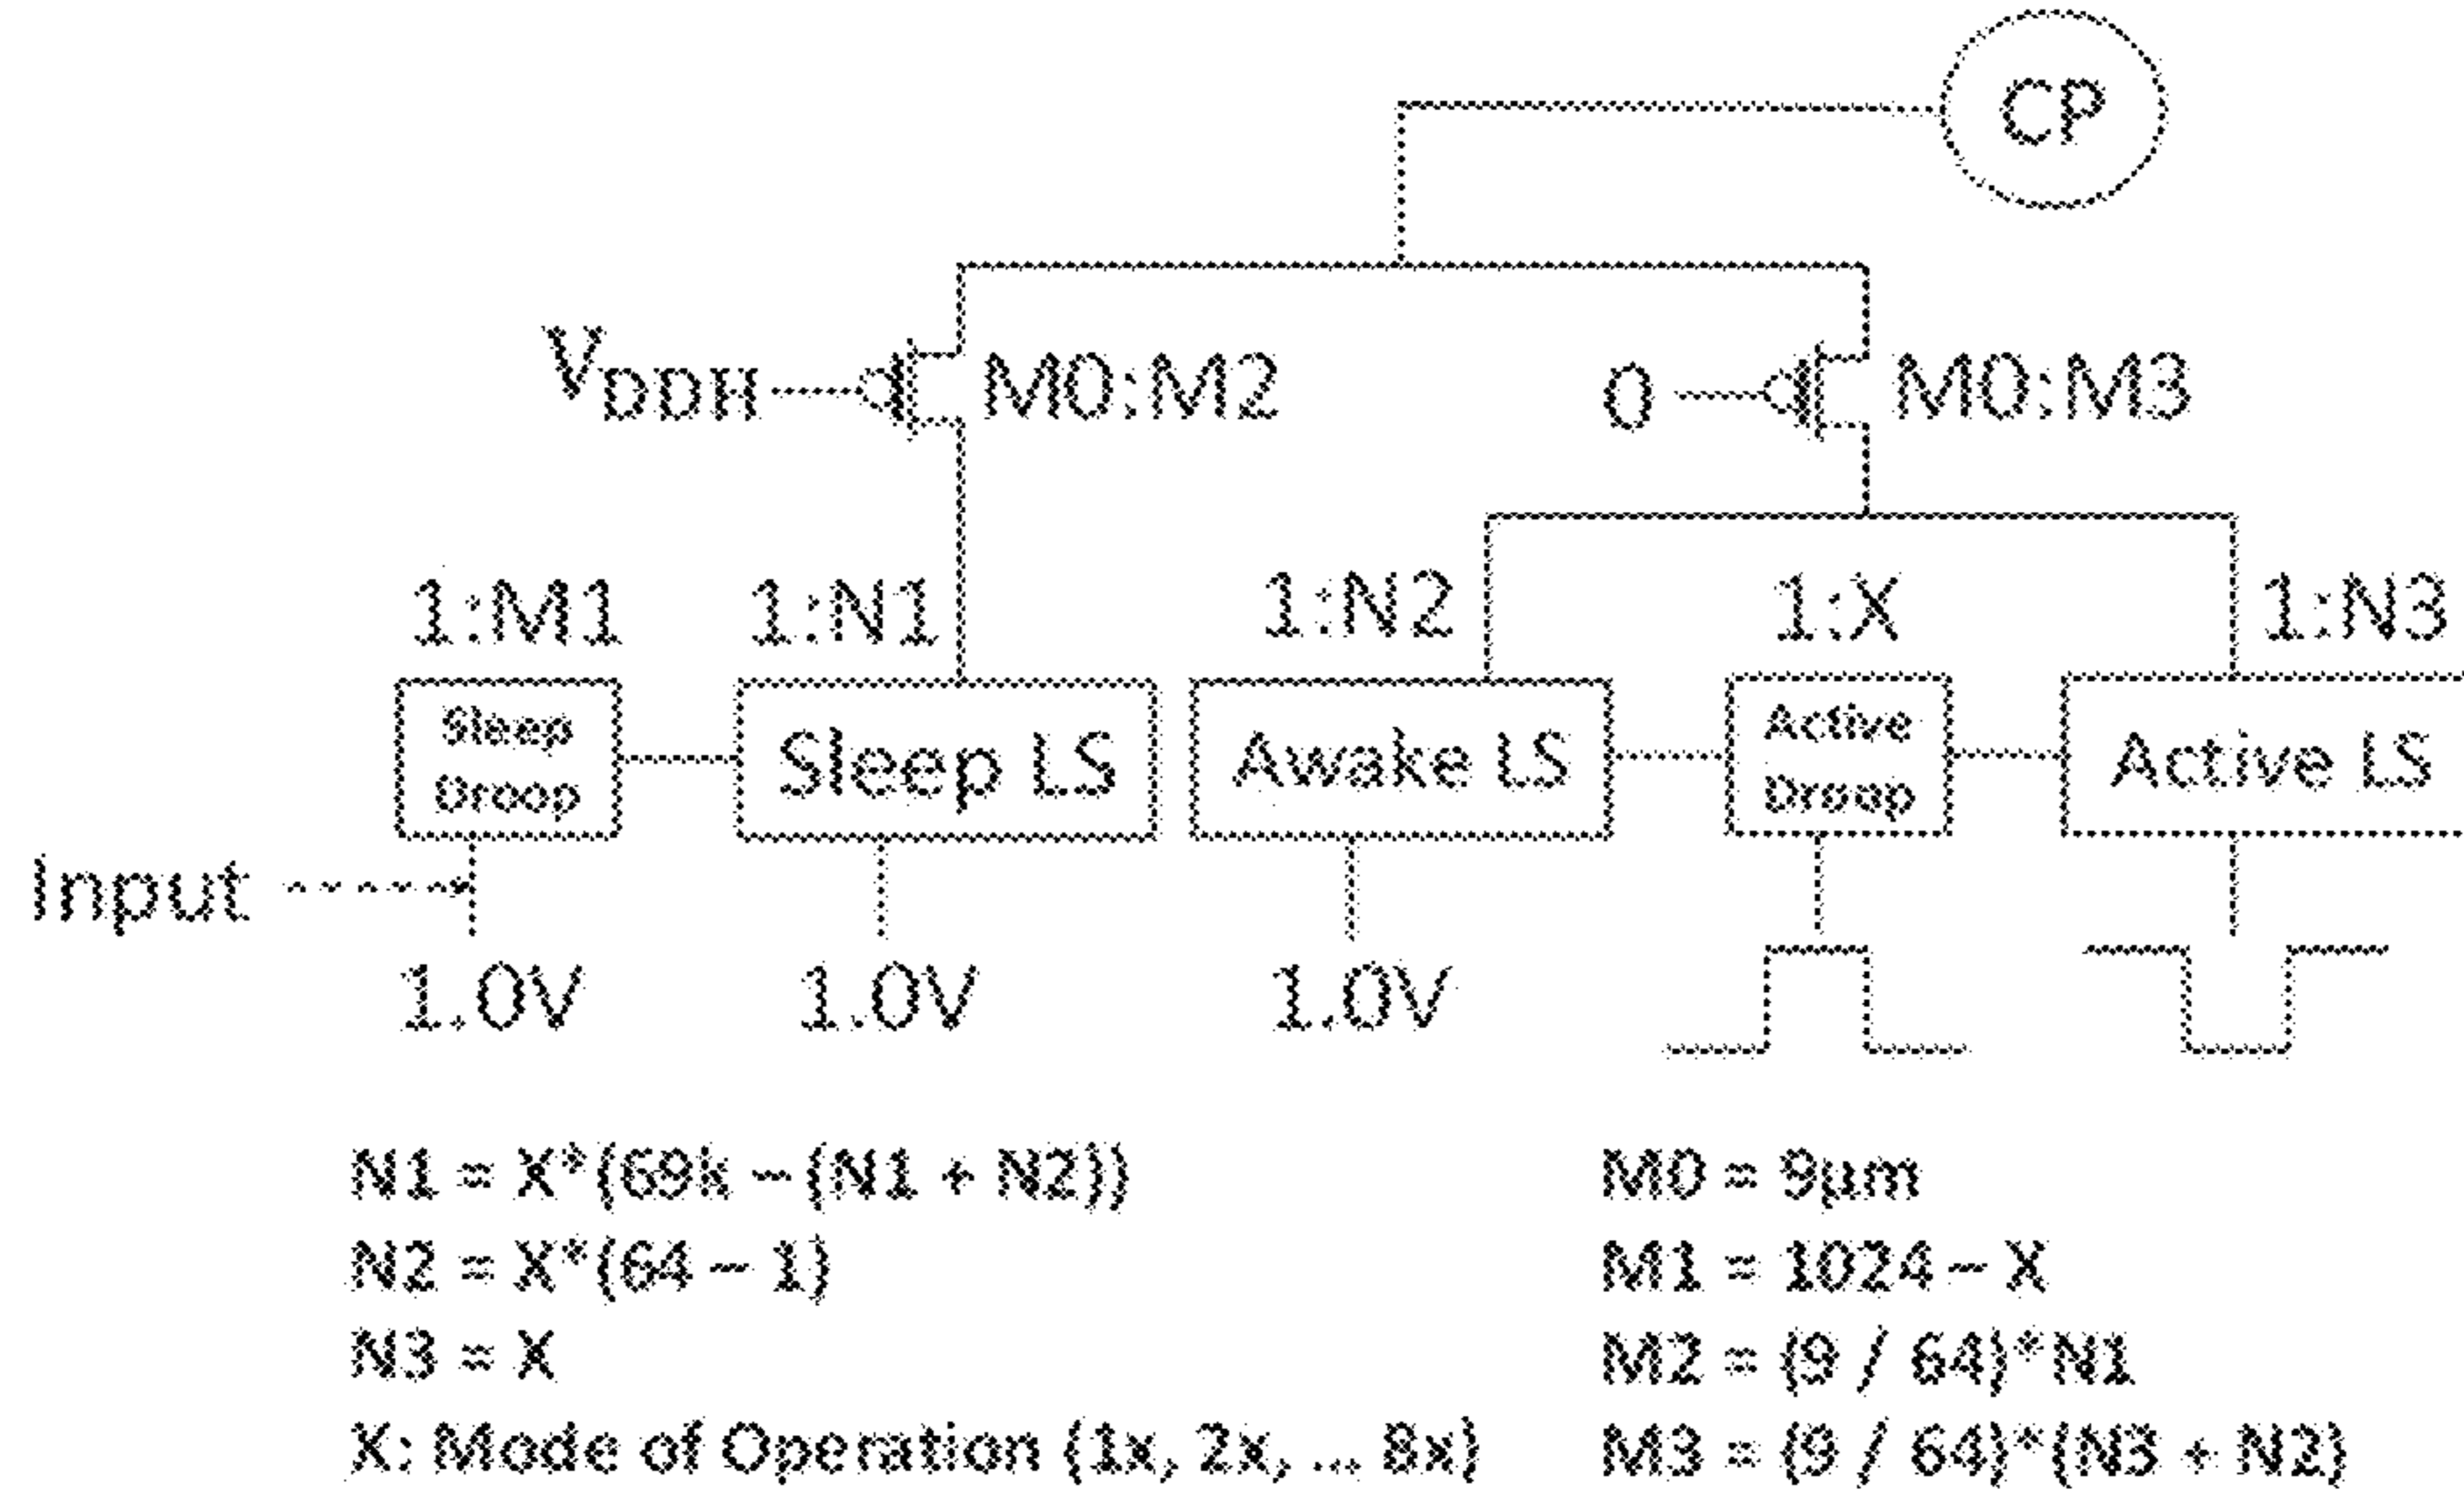 CP
VDDH
M0:M2
0
M0:M3
1:M1
1:N1
1:N2
1:X
1:N3
Sleep
Droop
Sleep LS
Awake LS
Active
Droop
Active LS
Input
1.0V
1.0V
1.0V
N1 = X*(69k – (N1 + N2))
N2 = X*(64 – 1)
N3 = X
X: Mode of Operation (1x, 2x, ... 8x)
M0 = 9μm
M1 = 1024 – X
M2 = (9 / 64)*N1
M3 = (9 / 64)*(N3 + N2)